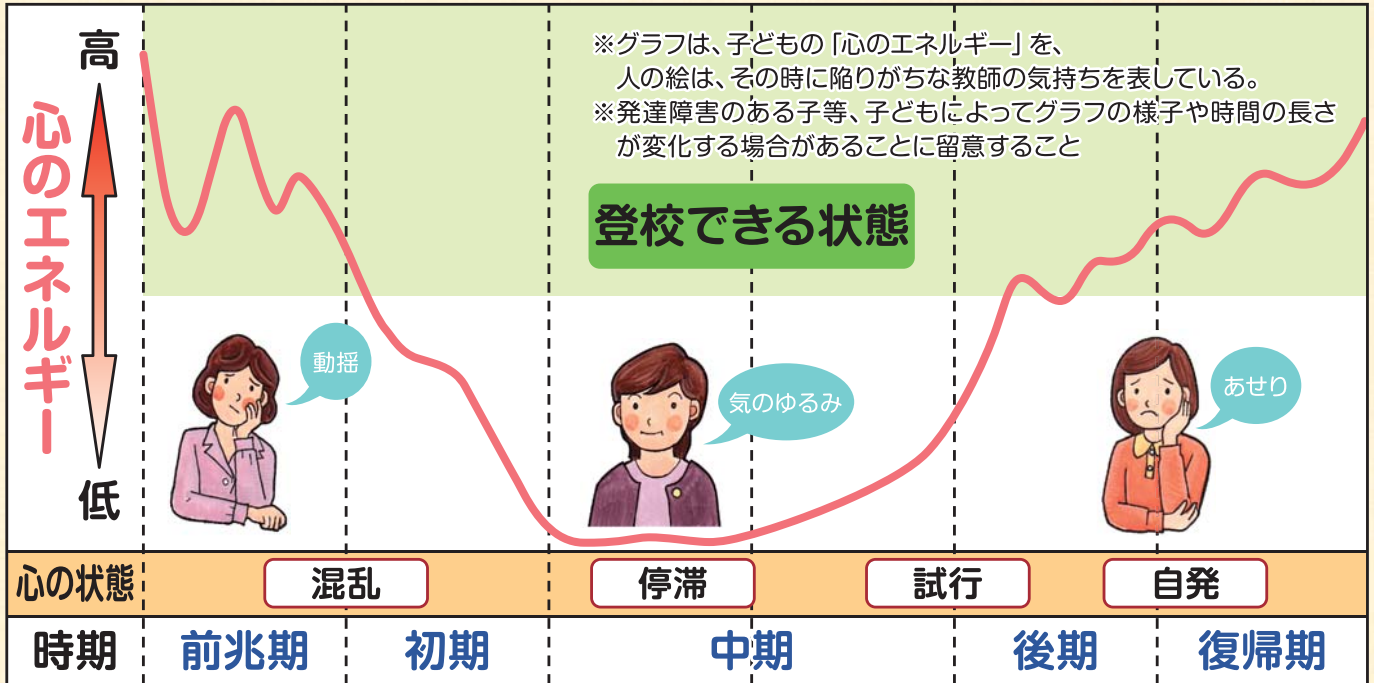 高
心のエネルギー
低
※グラフは、子どもの「心のエネルギー」を、
人の絵は、その時に陥りがちな教師の気持ちを表している。
※発達障害のある子等、子どもによってグラフの様子や時間の長さ
が変化する場合があることに留意すること
登校できる状態
動揺
気のゆるみ
あせり
心の状態 混乱 停滞 試行 自発
時期 前兆期 初期 中期 後期 復帰期